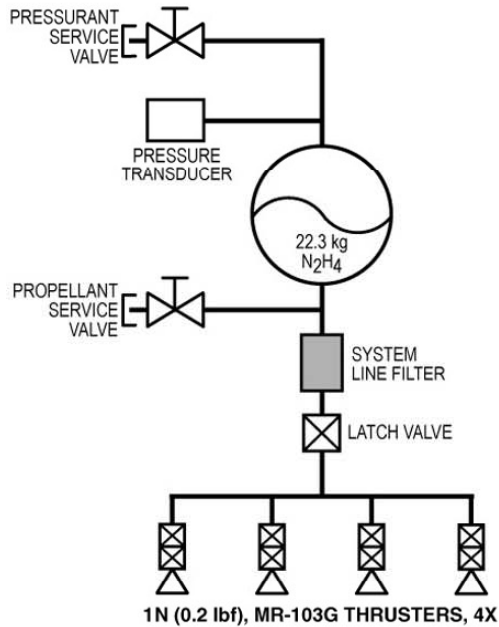 PRESSURANT
SERVICE
VALVE
PRESSURE
TRANSDUCER
22.3 kg
N2H4
PROPELLANT
SERVICE
VALVE
SYSTEM
LINE FILTER
LATCH VALVE
1N (0.2 lbf), MR-103G THRUSTERS, 4X